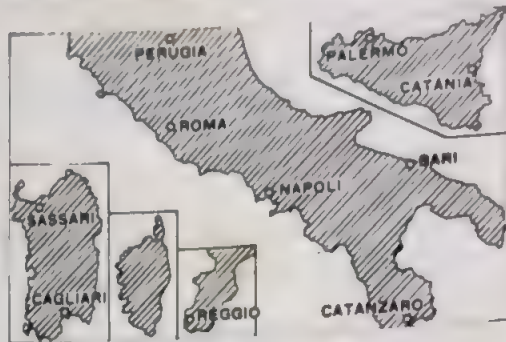 PERUGIA
PALERMO
CATANIA
ROMA
BARI
NAPOLI
SASSARI
CAGLIARI
REGGIO
CATANZARO